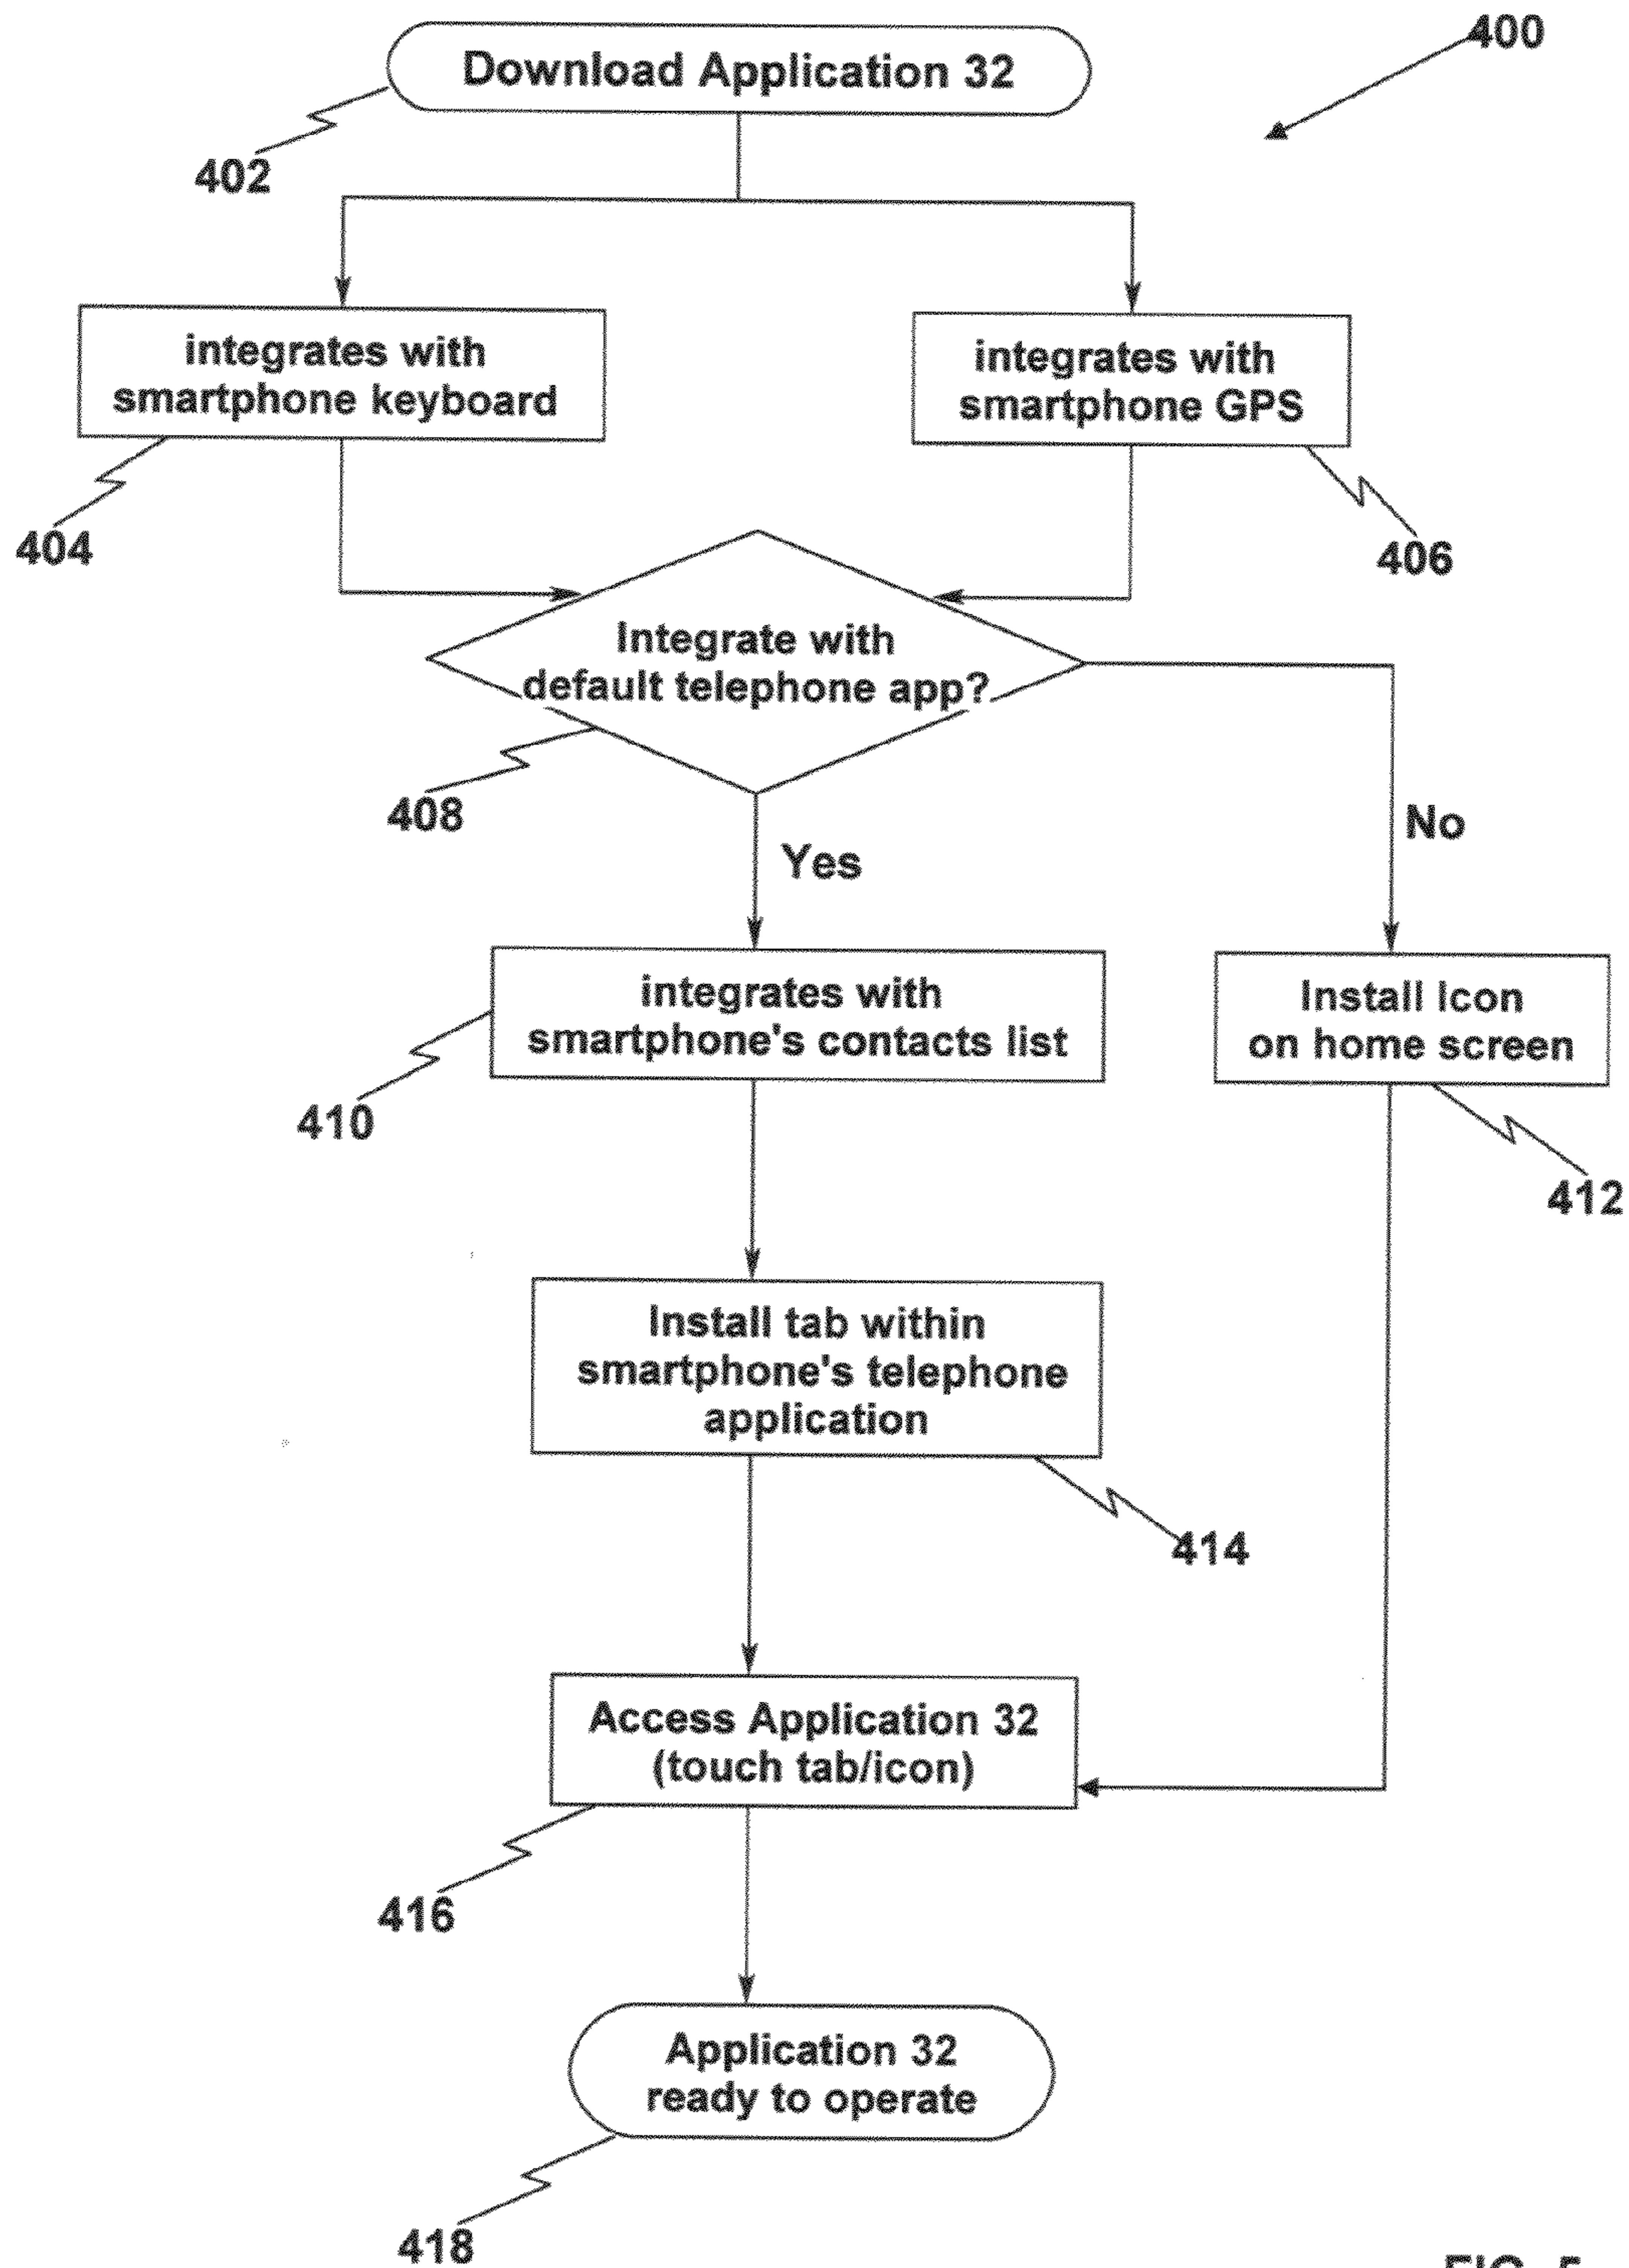 400
Download Application 32
402
integrates with
smartphone keyboard
integrates with
smartphone GPS
404
406
Integrate with
default telephone app?
408
No
Yes
integrates with
smartphone's contacts list
Install Icon
on home screen
410
412
Install tab within
smartphone's telephone
application
414
Access Application 32
(touch tab/icon)
416
Application 32
ready to operate
418
FIG. 5